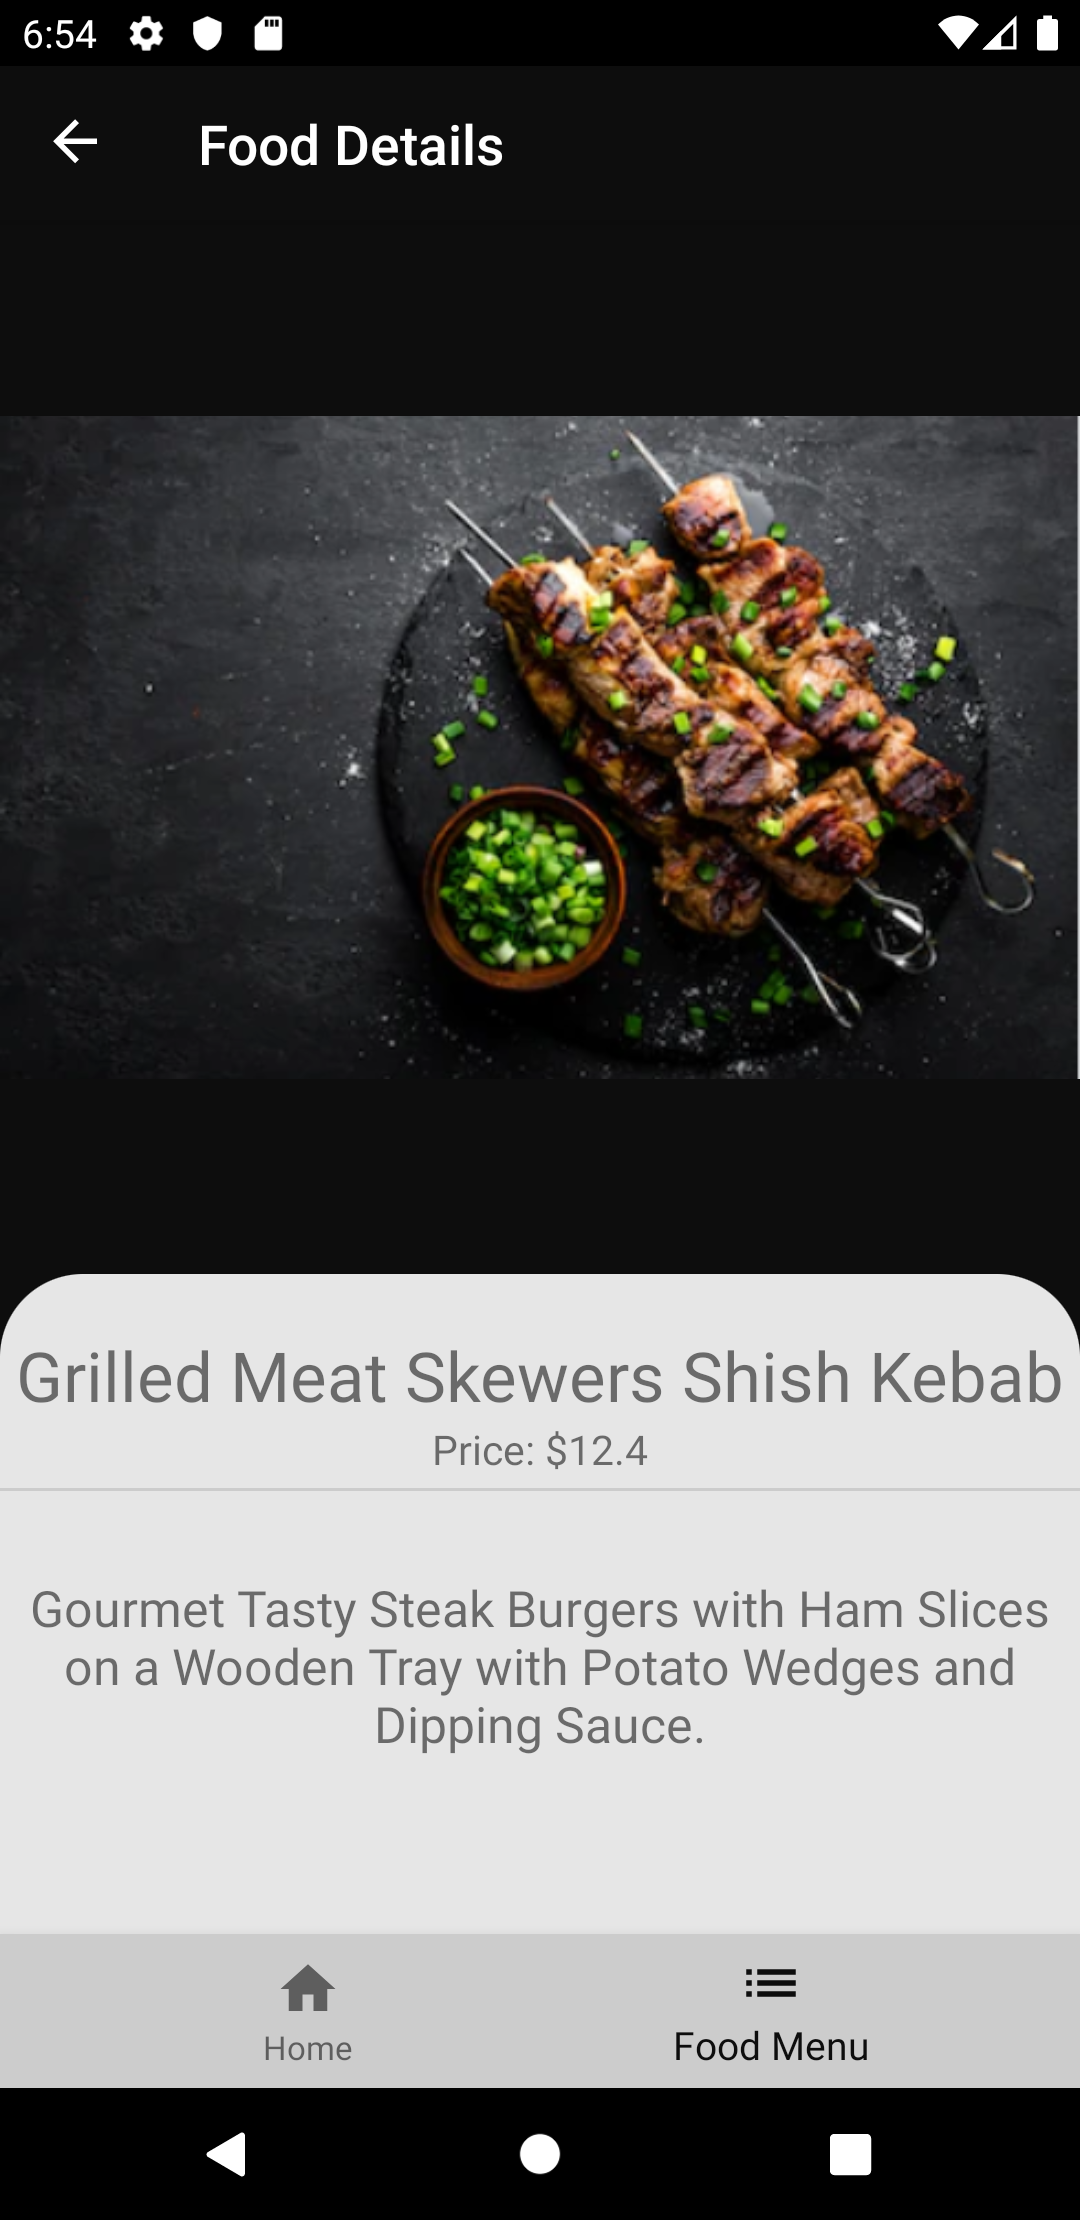 6:54
Food Details
Grilled Meat Skewers Shish Kebab
Price: $12.4
Gourmet Tasty Steak Burgers with Ham Slices
on a Wooden Tray with Potato Wedges and
Dipping Sauce.
Home
Food Menu